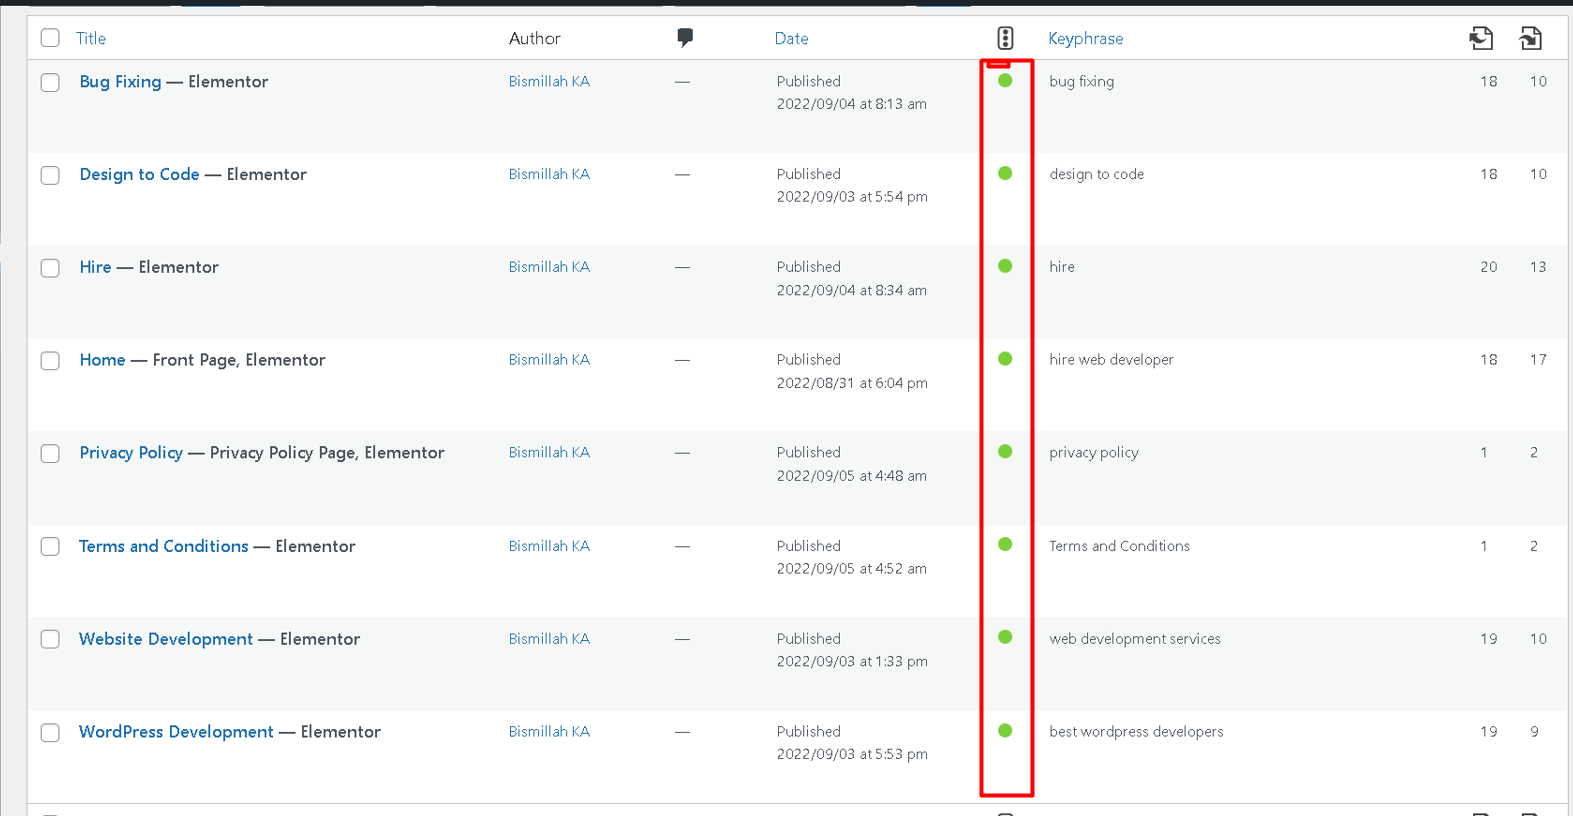 Title Author Date Keyphrase
Bug Fixing — Elementor Bismillah KA — Published bug fixing 18 10
2022/09/04 at 8:13 am
Design to Code — Elementor Bismillah KA — Published design to code 18 10
2022/09/03 at 5:54 pm
Hire — Elementor Bismillah KA — Published hire 20 13
2022/09/04 at 8:34 am
Home — Front Page, Elementor Bismillah KA — Published hire web developer 18 17
2022/08/31 at 6:04 pm
Privacy Policy — Privacy Policy Page, Elementor Bismillah KA — Published privacy policy 1 2
2022/09/05 at 4:48 am
Terms and Conditions — Elementor Bismillah KA — Published Terms and Conditions 1 2
2022/09/05 at 4:52 am
Website Development — Elementor Bismillah KA — Published web development services 19 10
2022/09/03 at 1:33 pm
WordPress Development — Elementor Bismillah KA — Published best wordpress developers 19 9
2022/09/03 at 5:53 pm